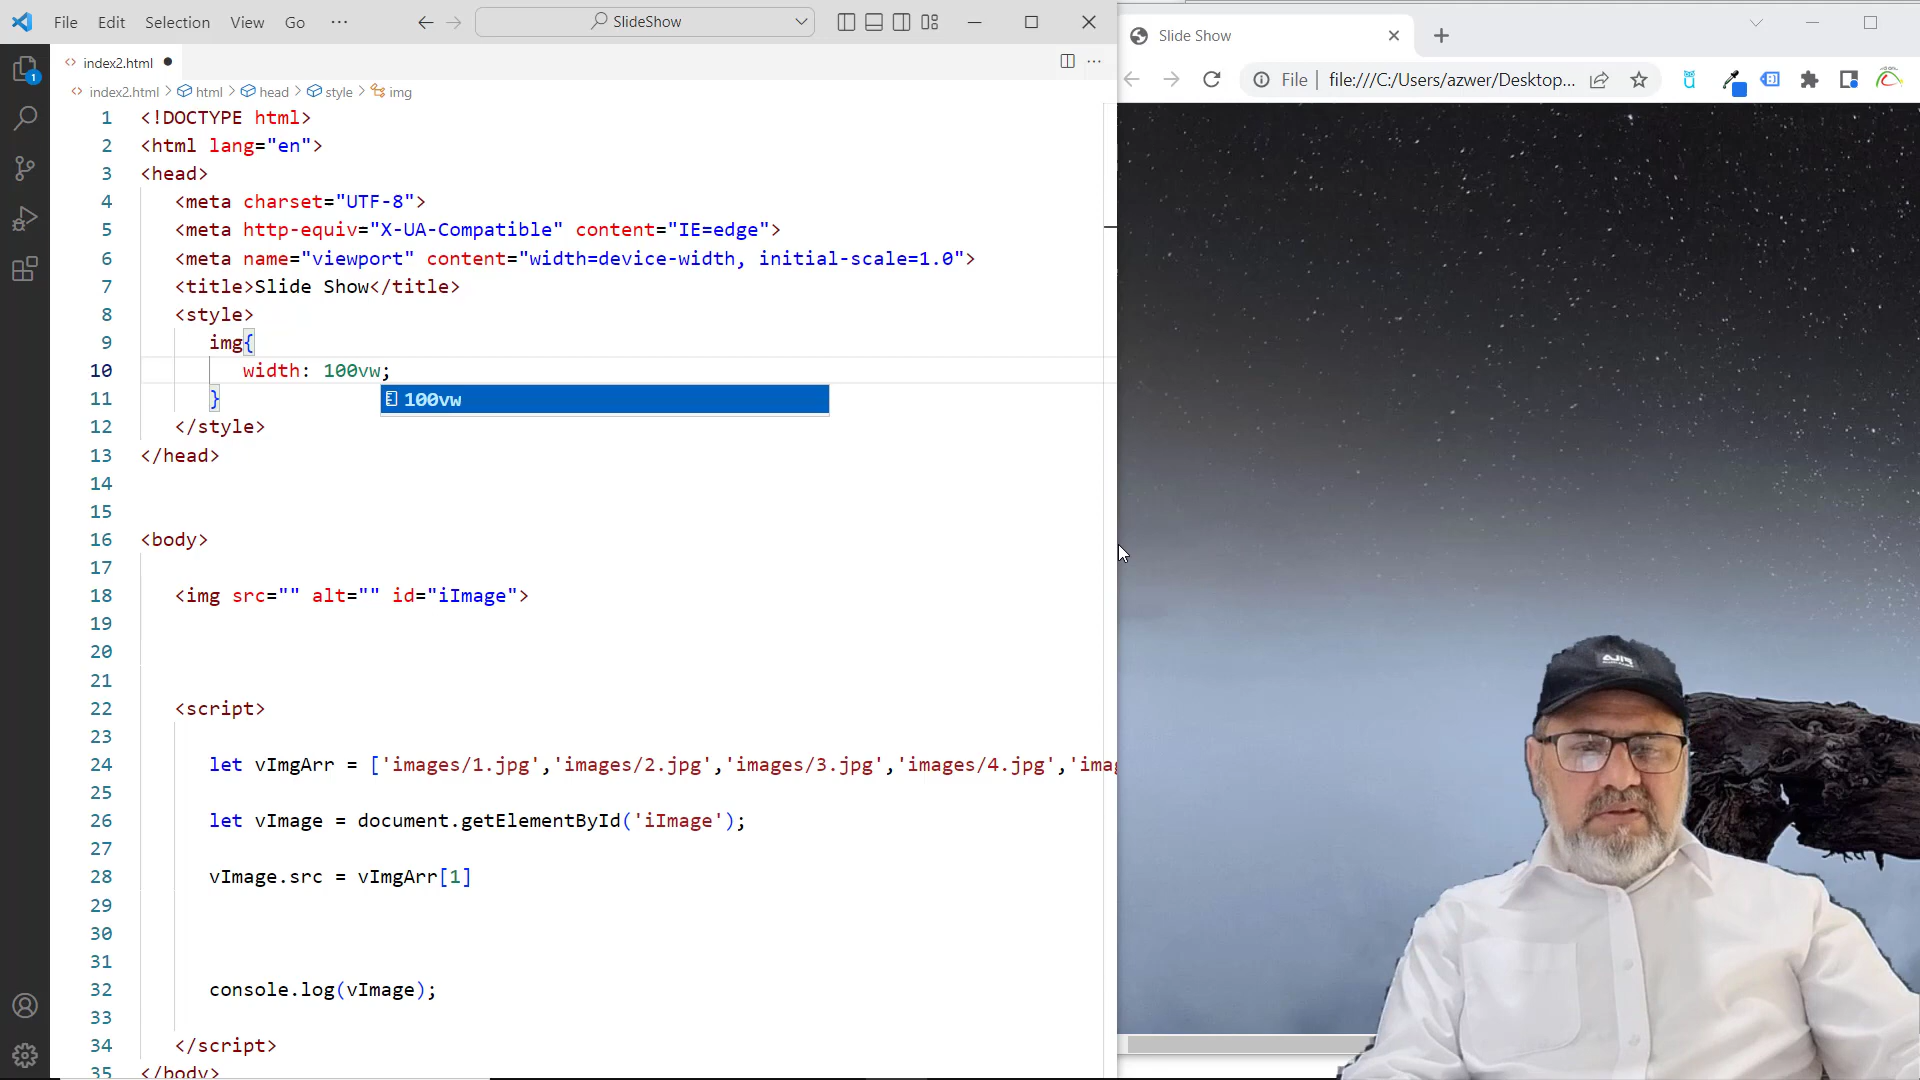 File Edit Selection View Go ···
SlideShow
index2.html
index2.html > html > head > style > img
1 <!DOCTYPE html>
2 <html lang="en">
3 <head>
4 <meta charset="UTF-8">
5 <meta http-equiv="X-UA-Compatible" content="IE=edge">
6 <meta name="viewport" content="width=device-width, initial-scale=1.0">
7 <title>Slide Show</title>
8 <style>
9 img{
10 width: 100vw;
100vw
11 }
12 </style>
13 </head>
14
15
16 <body>
17
18 <img src="" alt="" id="iImage">
19
20
21
22 <script>
23
24 let vImgArr = ['images/1.jpg','images/2.jpg','images/3.jpg','images/4.jpg','imag
25
26 let vImage = document.getElementById('iImage');
27
28 vImage.src = vImgArr[1]
29
30
31
32 console.log(vImage);
33
34 </script>
35 </body>
1
Slide Show
File file:///C:/Users/azwer/Desktop...